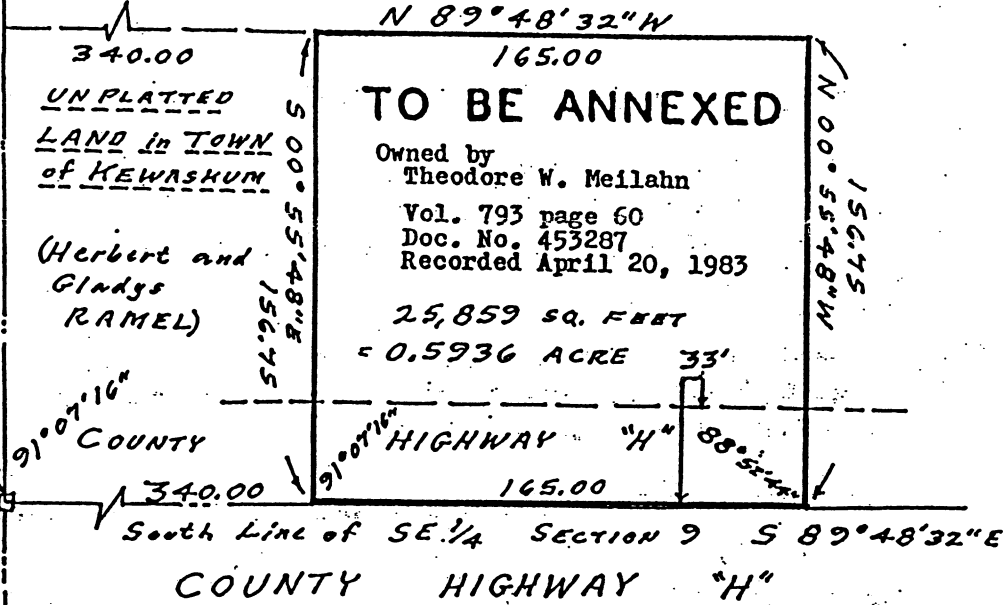 N 89°48'32"W
340.00
165.00
UNPLATTED
LAND in TOWN
of KEWASKUM
(Herbert and
Gladys
RAMEL)
S 00°55'48"E
156.75
TO BE ANNEXED
Owned by
Theodore W. Meilahn
Vol. 793 page 60
Doc. No. 453287
Recorded April 20, 1983
25,859 SQ. FEET
= 0.5936 ACRE
33'
N 00°55'48"W
156.75
91°07'16"
COUNTY
91°07'16"
HIGHWAY "H"
88°52'44"
340.00
165.00
South Line of SE 1/4 SECTION 9 S 89°48'32"E
COUNTY HIGHWAY "H"